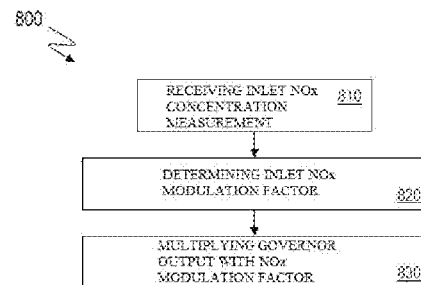 800
RECEIVING INLET NOx
CONCENTRATION
MEASUREMENT
810
DETERMINING INLET NOx
MODULATION FACTOR
820
MULTIPLYING GOVERNOR
OUTPUT WITH NOx
MODULATION FACTOR
830